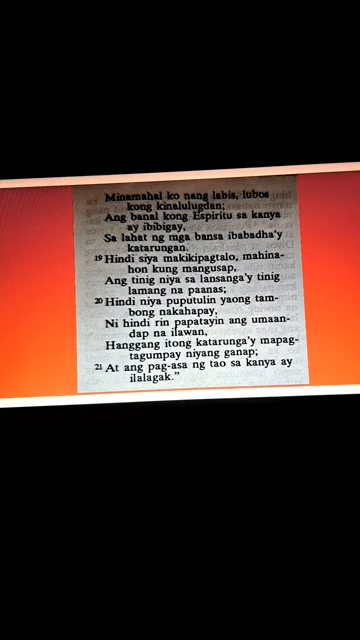 Minamahal ko nang labis, lubos
kong kinalulugdan;
Ang banal kong Espiritu sa kanya
ay ibibigay,
Sa lahat ng mga bansa ibabadha'y
katarungan.
19 Hindi siya makikipagtalo, mahina-
hon kung mangusap,
Ang tinig niya sa lansanga'y tinig
lamang na paanas;
20 Hindi niya puputulin yaong tam-
bong nakahapay,
Ni hindi rin papatayin ang umaan-
dap na ilawan,
Hanggang itong katarunga'y mapag-
tagumpay niyang ganap;
21 At ang pag-asa ng tao sa kanya ay
ilalagak."